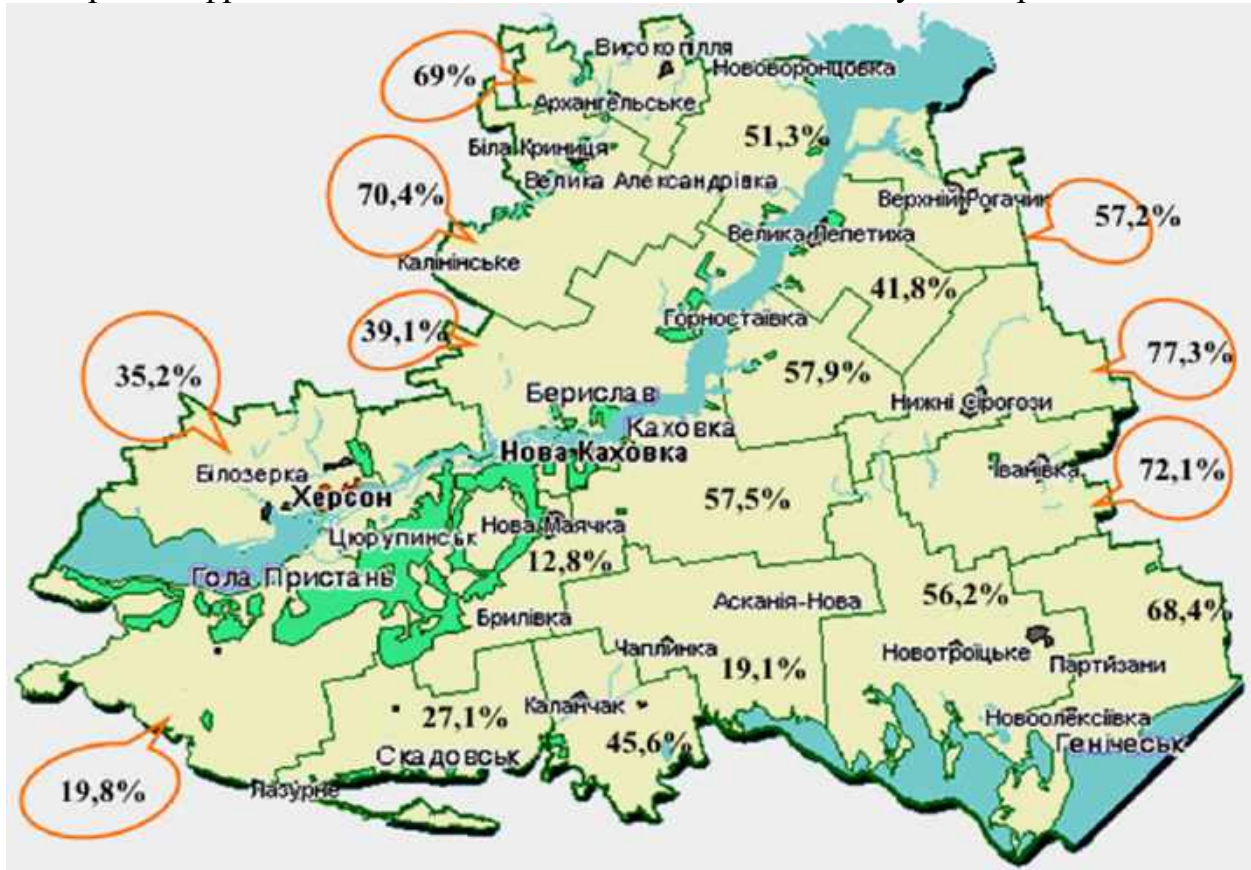 Високопілля
69%
Нововоронцовка
Архангельське
51,3%
Біла Криниця
70,4%
Велика Александрівка
Верхній Рогачик
57,2%
Велика Лепетиха
Калінінське
41,8%
39,1%
Горностаївка
77,3%
35,2%
57,9%
Берислав
Нижні Сірогози
Каховка
Нова Каховка
Іванівка
72,1%
Білозерка
Херсон
57,5%
Нова Маячка
Цюрупинськ
12,8%
Гола Пристань
Асканія-Нова
56,2%
68,4%
Брилівка
Чаплинка
Новотроїцьке
19,1%
Партизани
Каланчак
27,1%
Новоолексіївка
45,6%
Генічеськ
Скадовськ
Лазурне
19,8%